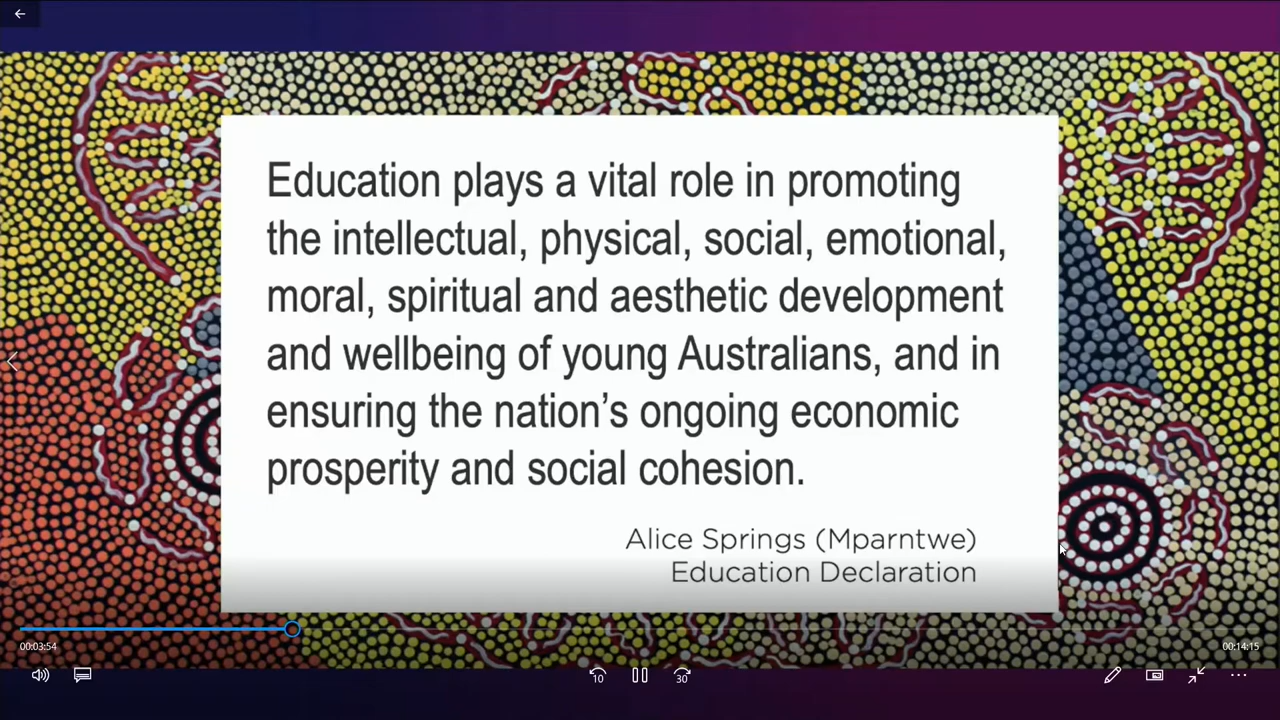 Education plays a vital role in promoting
the intellectual, physical, social, emotional,
moral, spiritual and aesthetic development
and wellbeing of young Australians, and in
ensuring the nation’s ongoing economic
prosperity and social cohesion.
Alice Springs (Mparntwe)
Education Declaration
00:03:54
00:14:15
10
30